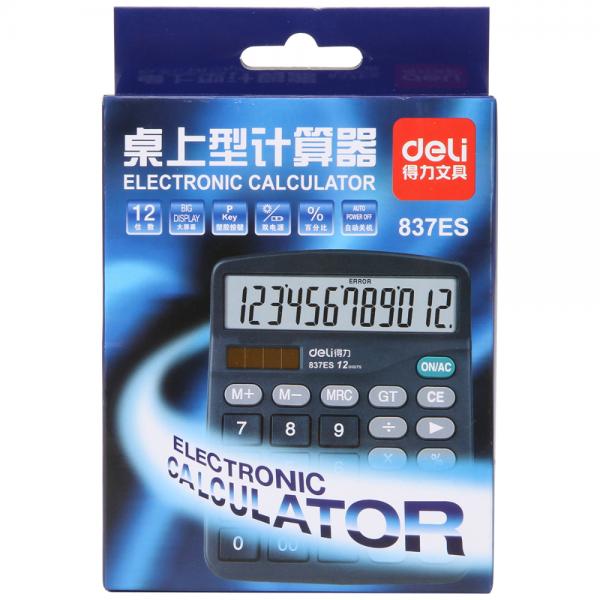 桌上型计算器
ELECTRONIC CALCULATOR
deli
得力文具
837ES
12
位数
BIG
DISPLAY
大屏幕
P
Key
塑胶按键
双电源
%
百分比
AUTO
POWER OFF
自动关机
ERROR
123456789012.
deli得力
837ES 12 DIGITS
ON/AC
M+ M− MRC GT CE
7 8 9 ÷ ▶
× %
ELECTRONIC
CALCULATOR
0 00